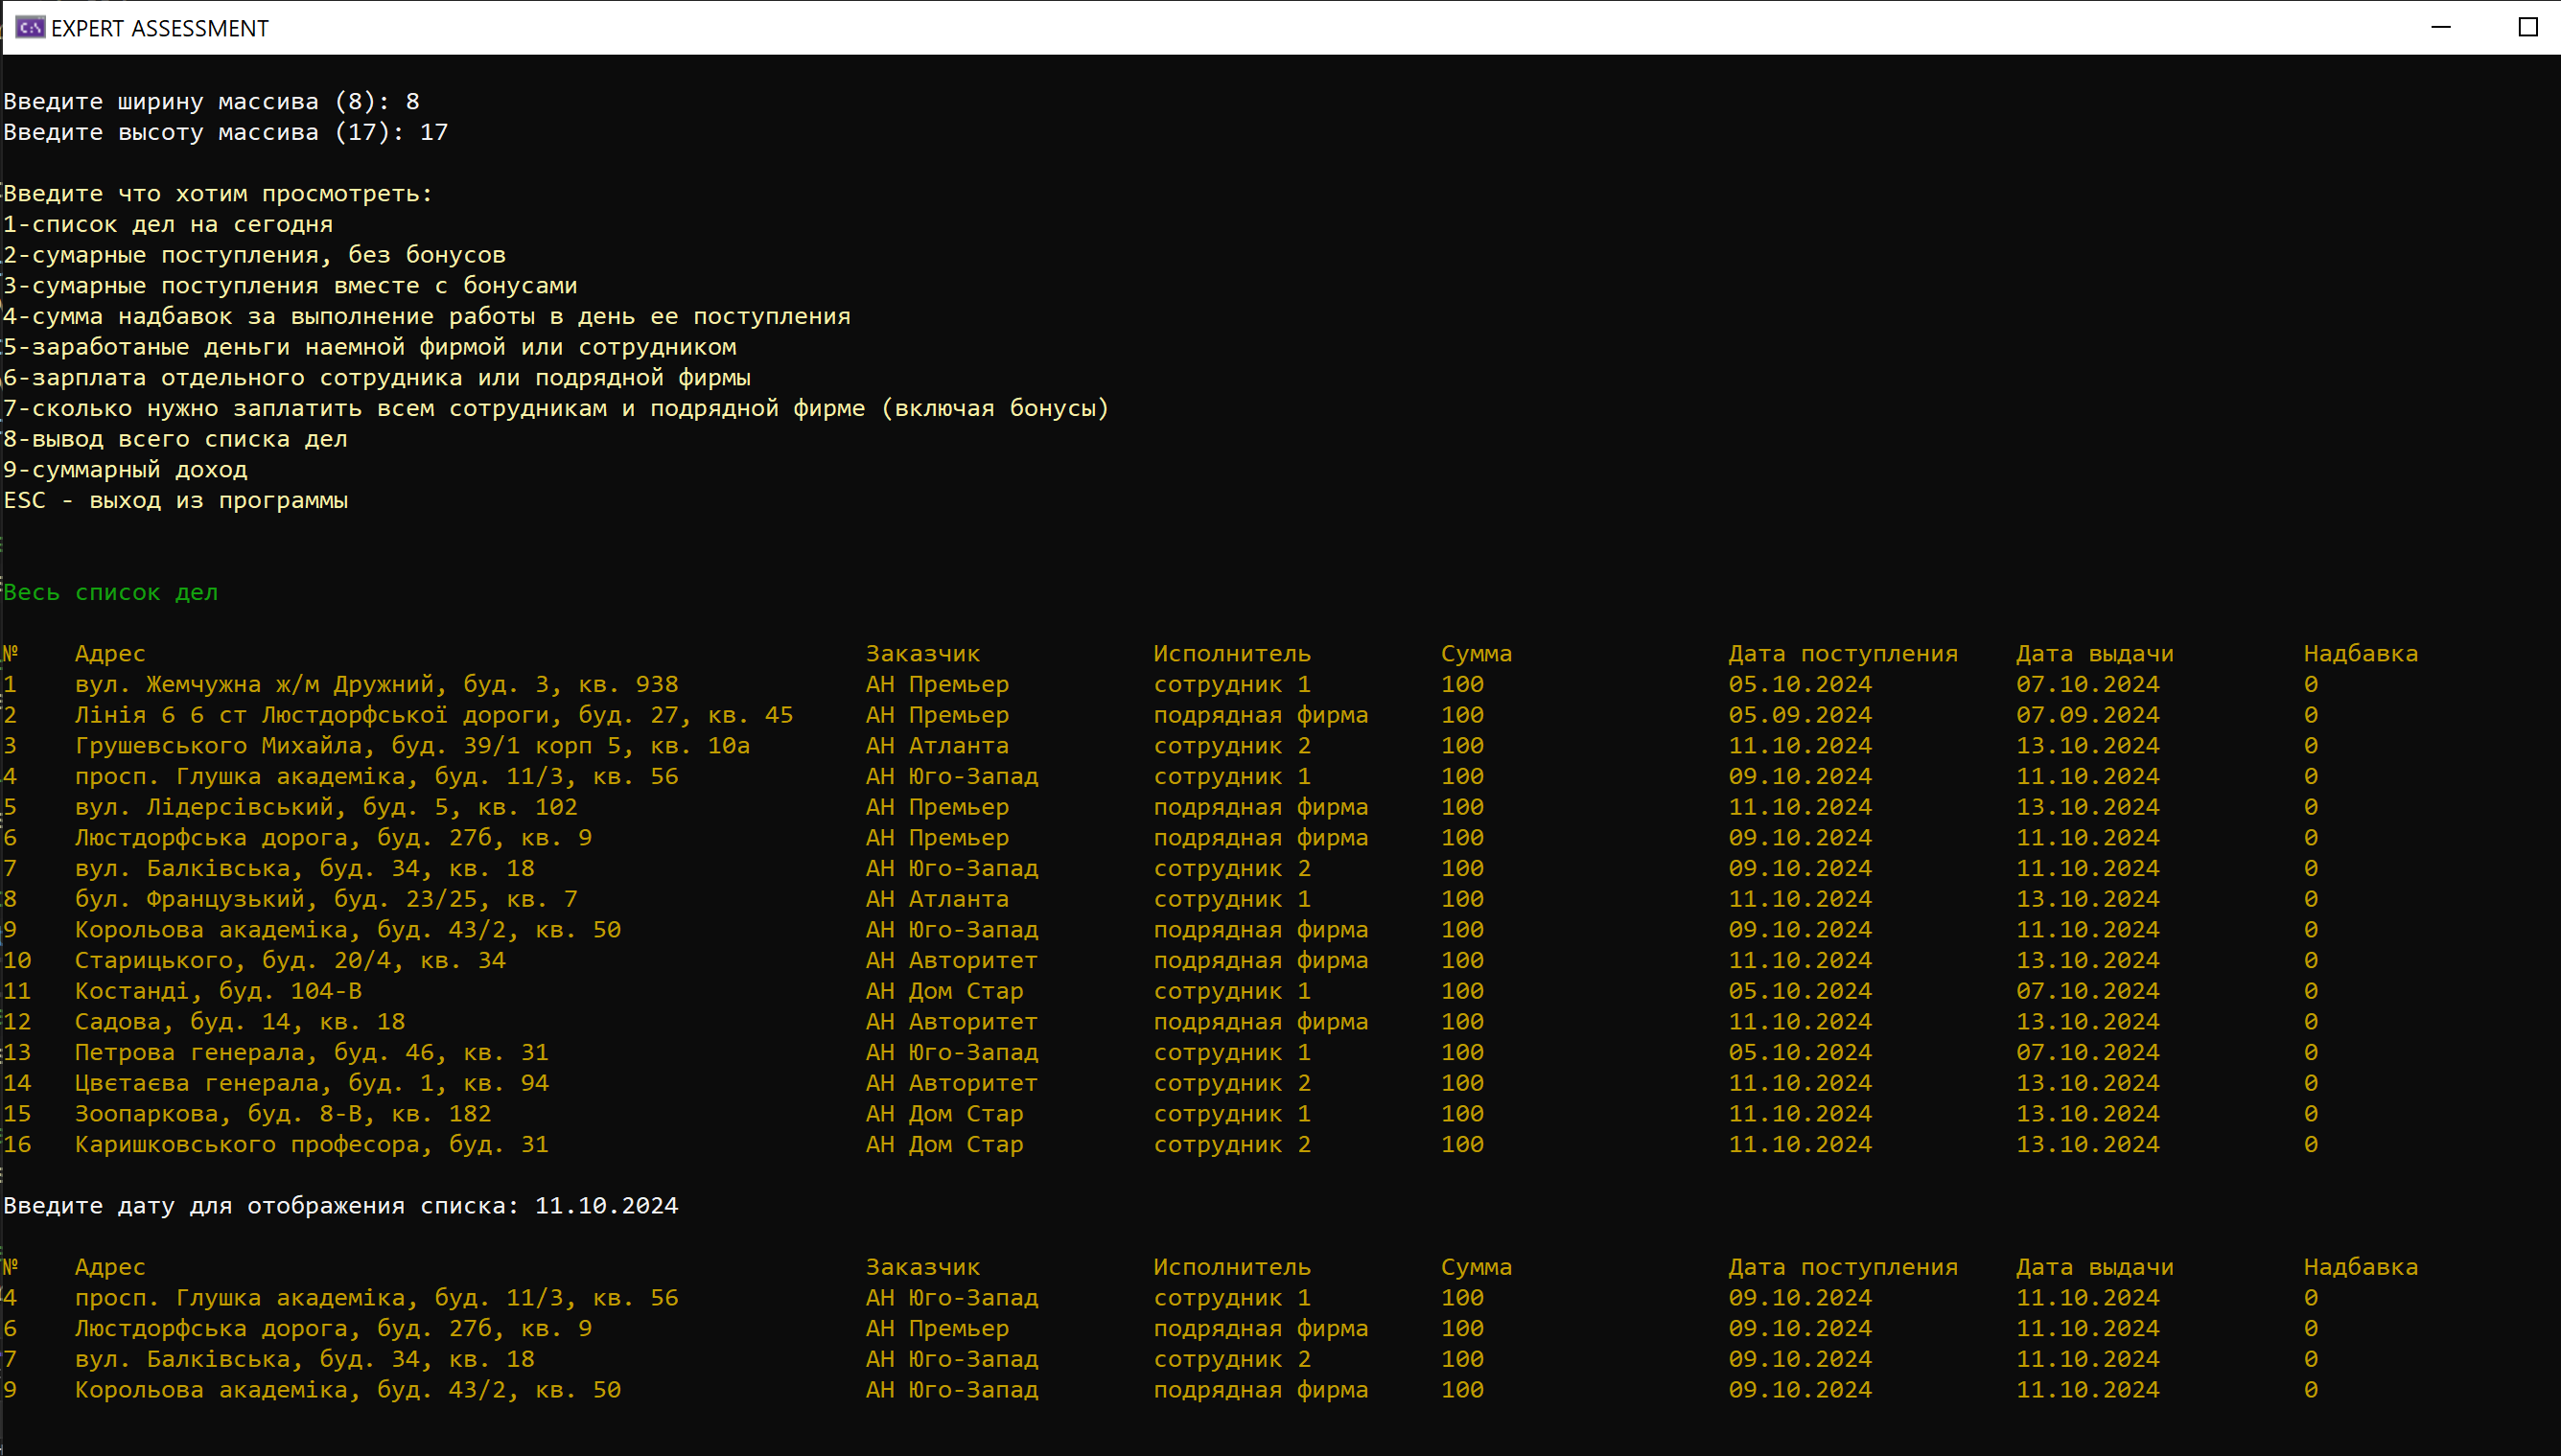 EXPERT ASSESSMENT
Введите ширину массива (8): 8
Введите высоту массива (17): 17
Введите что хотим просмотреть:
1-список дел на сегодня
2-сумарные поступления, без бонусов
3-сумарные поступления вместе с бонусами
4-сумма надбавок за выполнение работы в день ее поступления
5-заработаные деньги наемной фирмой или сотрудником
6-зарплата отдельного сотрудника или подрядной фирмы
7-сколько нужно заплатить всем сотрудникам и подрядной фирме (включая бонусы)
8-вывод всего списка дел
9-суммарный доход
ESC - выход из программы
Весь список дел
№ Адрес Заказчик Исполнитель Сумма Дата поступления Дата выдачи Надбавка
1 вул. Жемчужна ж/м Дружний, буд. 3, кв. 938 АН Премьер сотрудник 1 100 05.10.2024 07.10.2024 0
2 Лінія 6 6 ст Люстдорфської дороги, буд. 27, кв. 45 АН Премьер подрядная фирма 100 05.09.2024 07.09.2024 0
3 Грушевського Михайла, буд. 39/1 корп 5, кв. 10а АН Атланта сотрудник 2 100 11.10.2024 13.10.2024 0
4 просп. Глушка академіка, буд. 11/3, кв. 56 АН Юго-Запад сотрудник 1 100 09.10.2024 11.10.2024 0
5 вул. Лідерсівський, буд. 5, кв. 102 АН Премьер подрядная фирма 100 11.10.2024 13.10.2024 0
6 Люстдорфська дорога, буд. 27б, кв. 9 АН Премьер подрядная фирма 100 09.10.2024 11.10.2024 0
7 вул. Балківська, буд. 34, кв. 18 АН Юго-Запад сотрудник 2 100 09.10.2024 11.10.2024 0
8 бул. Французький, буд. 23/25, кв. 7 АН Атланта сотрудник 1 100 11.10.2024 13.10.2024 0
9 Корольова академіка, буд. 43/2, кв. 50 АН Юго-Запад подрядная фирма 100 09.10.2024 11.10.2024 0
10 Старицького, буд. 20/4, кв. 34 АН Авторитет подрядная фирма 100 11.10.2024 13.10.2024 0
11 Костанді, буд. 104-В АН Дом Стар сотрудник 1 100 05.10.2024 07.10.2024 0
12 Садова, буд. 14, кв. 18 АН Авторитет подрядная фирма 100 11.10.2024 13.10.2024 0
13 Петрова генерала, буд. 46, кв. 31 АН Юго-Запад сотрудник 1 100 05.10.2024 07.10.2024 0
14 Цвєтаєва генерала, буд. 1, кв. 94 АН Авторитет сотрудник 2 100 11.10.2024 13.10.2024 0
15 Зоопаркова, буд. 8-В, кв. 182 АН Дом Стар сотрудник 1 100 11.10.2024 13.10.2024 0
16 Каришковського професора, буд. 31 АН Дом Стар сотрудник 2 100 11.10.2024 13.10.2024 0
Введите дату для отображения списка: 11.10.2024
№ Адрес Заказчик Исполнитель Сумма Дата поступления Дата выдачи Надбавка
4 просп. Глушка академіка, буд. 11/3, кв. 56 АН Юго-Запад сотрудник 1 100 09.10.2024 11.10.2024 0
6 Люстдорфська дорога, буд. 27б, кв. 9 АН Премьер подрядная фирма 100 09.10.2024 11.10.2024 0
7 вул. Балківська, буд. 34, кв. 18 АН Юго-Запад сотрудник 2 100 09.10.2024 11.10.2024 0
9 Корольова академіка, буд. 43/2, кв. 50 АН Юго-Запад подрядная фирма 100 09.10.2024 11.10.2024 0